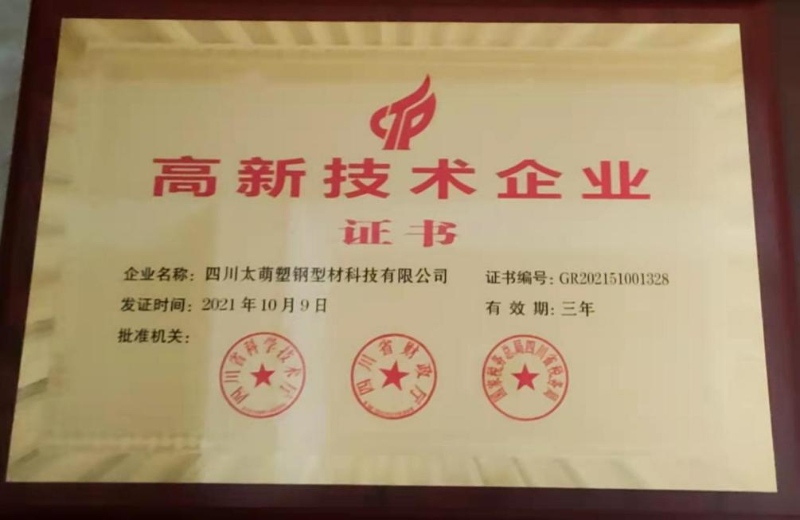 CTP
高新技术企业
证书
企业名称：四川太萌塑钢型材科技有限公司
证书编号：GR202151001328
发证时间：2021年10月9日
有效期：三年
批准机关：
四川省科学技术厅
四川省财政厅
国家税务总局四川省税务局